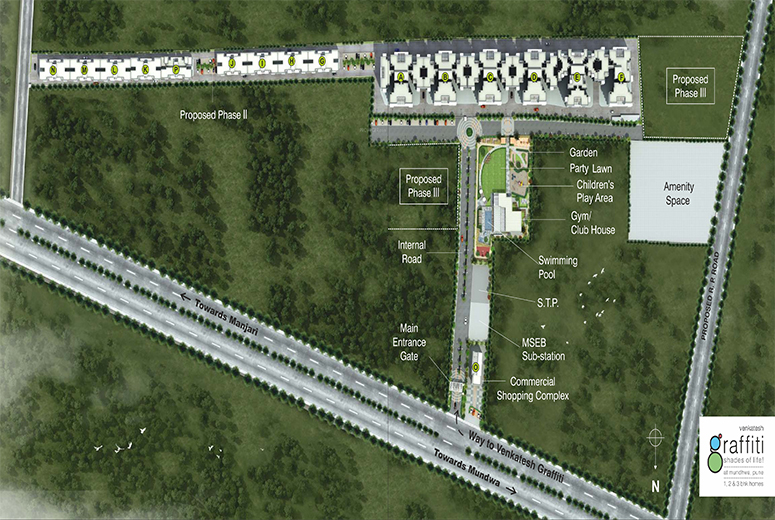 N M L K P
J I H G
A B C D E F
Proposed
Phase III
Proposed Phase II
Garden
Party Lawn
Children's
Play Area
Gym/
Club House
Amenity
Space
Proposed
Phase III
Internal
Road
Swimming
Pool
S.T.P.
MSEB
Sub-station
Main
Entrance
Gate
O
Commercial
Shopping Complex
PROPOSED R. P. ROAD
← Towards Manjari
Way to Venkatesh Graffiti
Towards Mundwa →
N
venkatesh
graffiti
shades of life!
at mundhwa, pune
1, 2 & 3 bhk homes